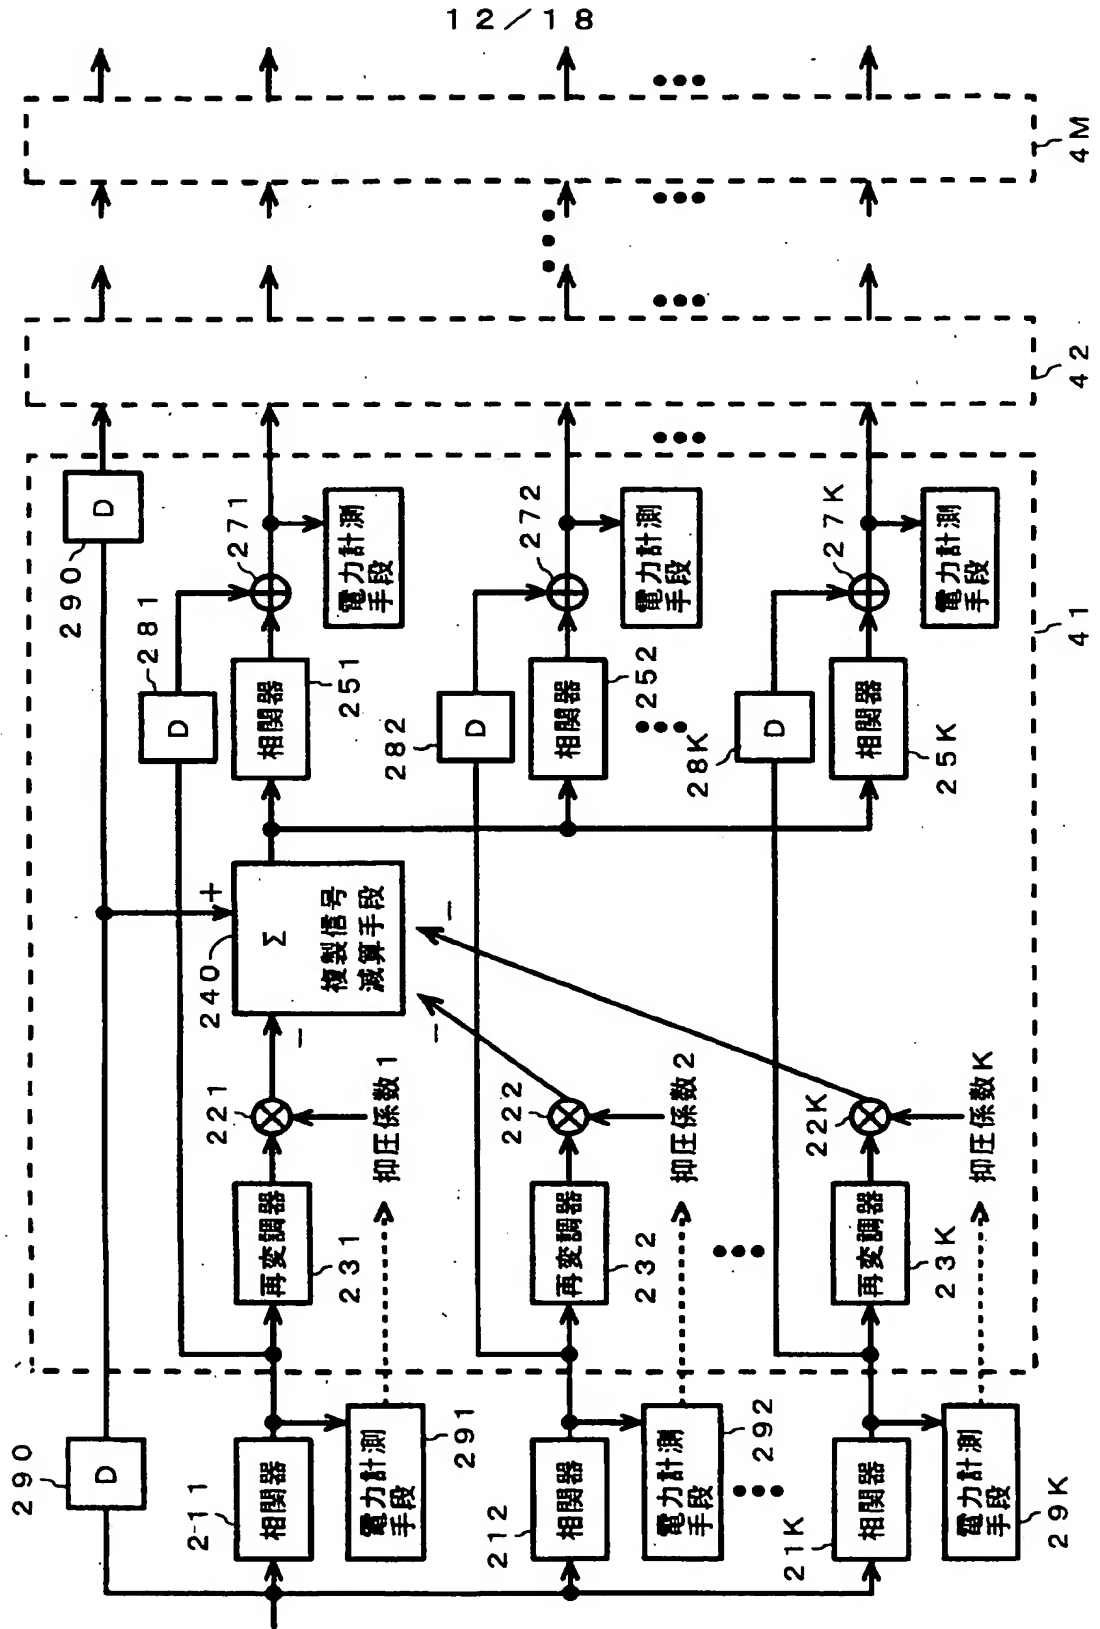 12/18
290
D
211
相関器
電力計測
手段
291
212
相関器
電力計測
手段
292
21K
相関器
電力計測
手段
29K
再変調器
231
221
抑圧係数1
再変調器
232
222
抑圧係数2
再変調器
23K
22K
抑圧係数K
240
Σ
複製信号
減算手段
+
−
−
−
290
D
281
D
相関器
251
271
電力計測
手段
282
D
相関器
252
272
電力計測
手段
28K
D
相関器
25K
27K
電力計測
手段
41
42
4M